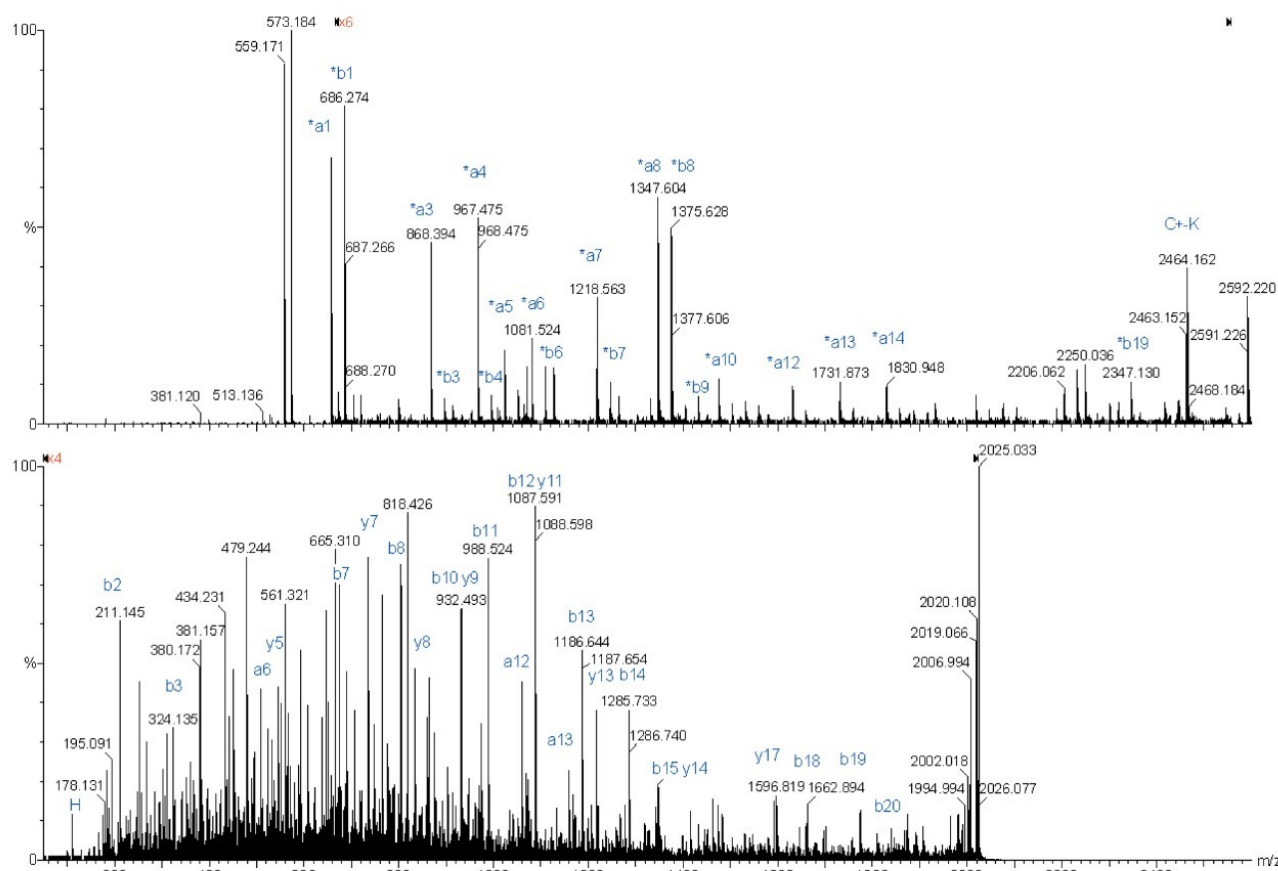 100
573.184
x6
559.171
*b1
686.274
*a1
*a4
*a8 *b8
967.475
1347.604
*a3
968.475
1375.628
868.394
C+-K
%
687.266
*a7
2464.162
1218.563
2592.220
*a5 *a6
1081.524
1377.606
2463.152
*a13
*a14
2591.226
*b6
*b7
*a10
*a12
*b19
688.270
*b3
*b4
1731.873
1830.948
2250.036
2206.062
2347.130
381.120
513.136
*b9
2468.184
0
100
x4
2025.033
b12 y11
1087.591
818.426
1088.598
y7
b11
479.244
665.310
b8
988.524
b2
b7
b10 y9
2020.108
211.145
434.231
561.321
932.493
b13
2019.066
381.157
1186.644
%
380.172
y5
y8
a12
1187.654
2006.994
a6
y13 b14
b3
1285.733
324.135
195.091
a13
1286.740
y17
b18
b19
2002.018
178.131
b15 y14
1596.819
1662.894
1994.994
2026.077
H
b20
0
m/z